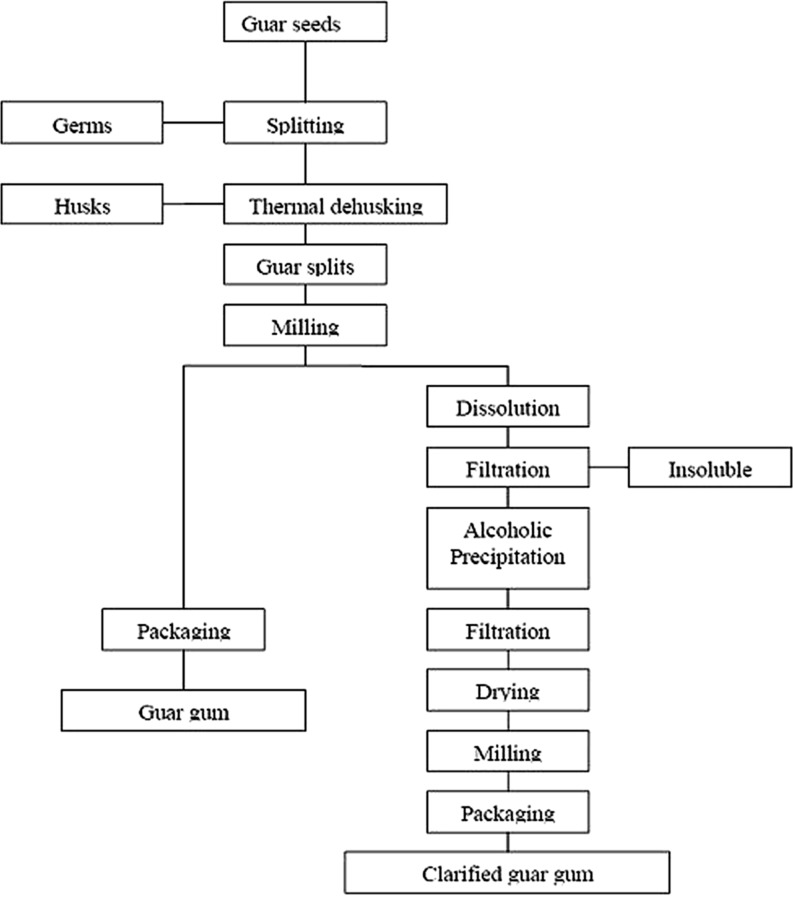 Guar seeds
Germs
Splitting
Husks
Thermal dehusking
Guar splits
Milling
Dissolution
Filtration
Insoluble
Alcoholic
Precipitation
Packaging
Filtration
Drying
Guar gum
Milling
Packaging
Clarified guar gum